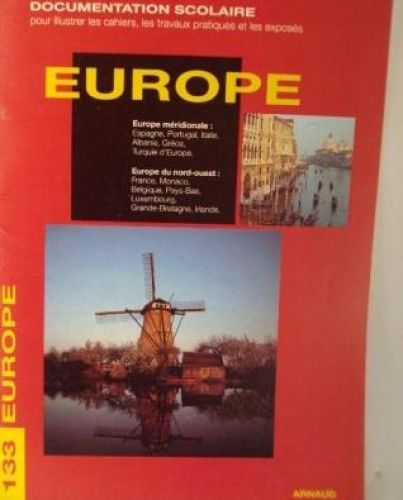 DOCUMENTATION SCOLAIRE
pour illustrer les cahiers, les travaux pratiques et les exposés
EUROPE
Europe méridionale :
Espagne, Portugal, Italie,
Albanie, Grèce,
Turquie d'Europe.
Europe du nord-ouest :
France, Monaco,
Belgique, Pays-Bas,
Luxembourg,
Grande-Bretagne, Irlande.
133 EUROPE
ARNAUD